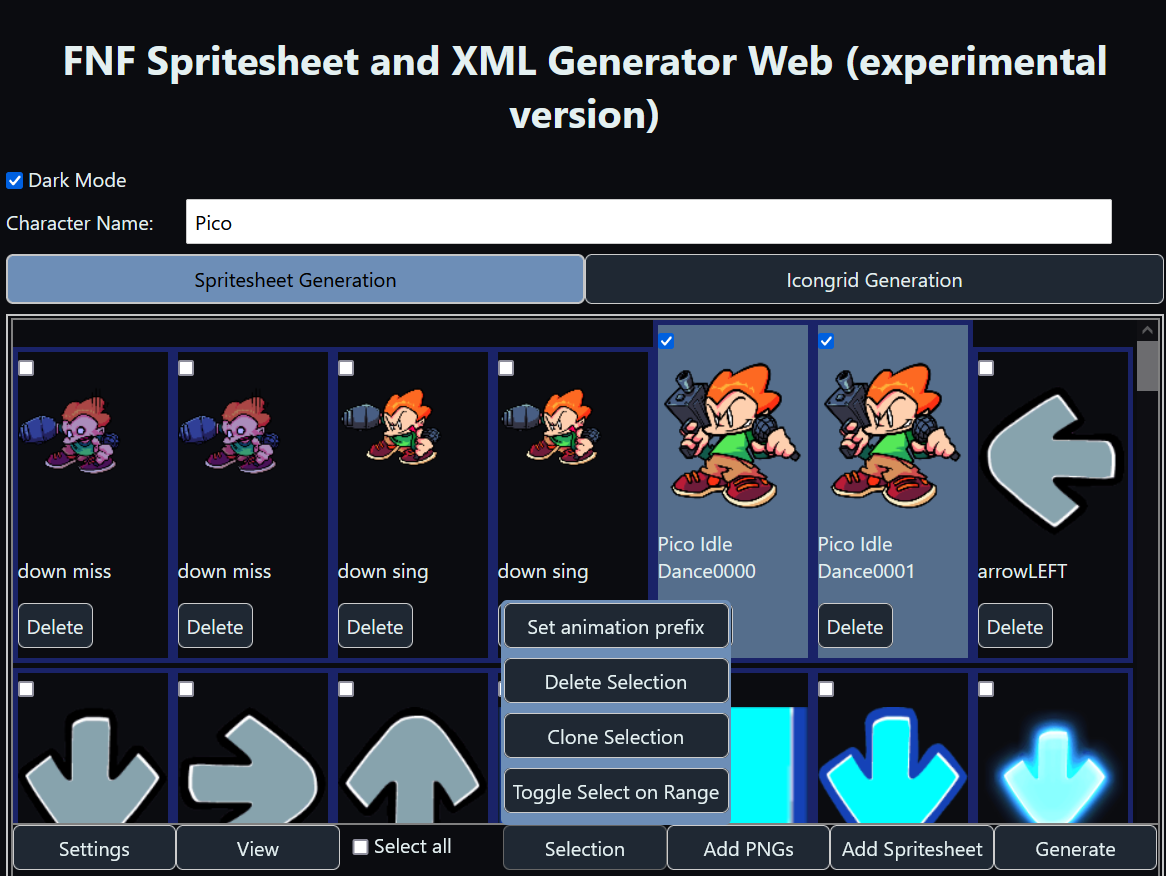 FNF Spritesheet and XML Generator Web (experimental
version)
Dark Mode
Character Name:
Pico
Spritesheet Generation
Icongrid Generation
down miss
down miss
down sing
down sing
Pico Idle
Dance0000
Pico Idle
Dance0001
arrowLEFT
Delete
Delete
Delete
Delete
Delete
Set animation prefix
Delete Selection
Clone Selection
Toggle Select on Range
Settings
View
Select all
Selection
Add PNGs
Add Spritesheet
Generate